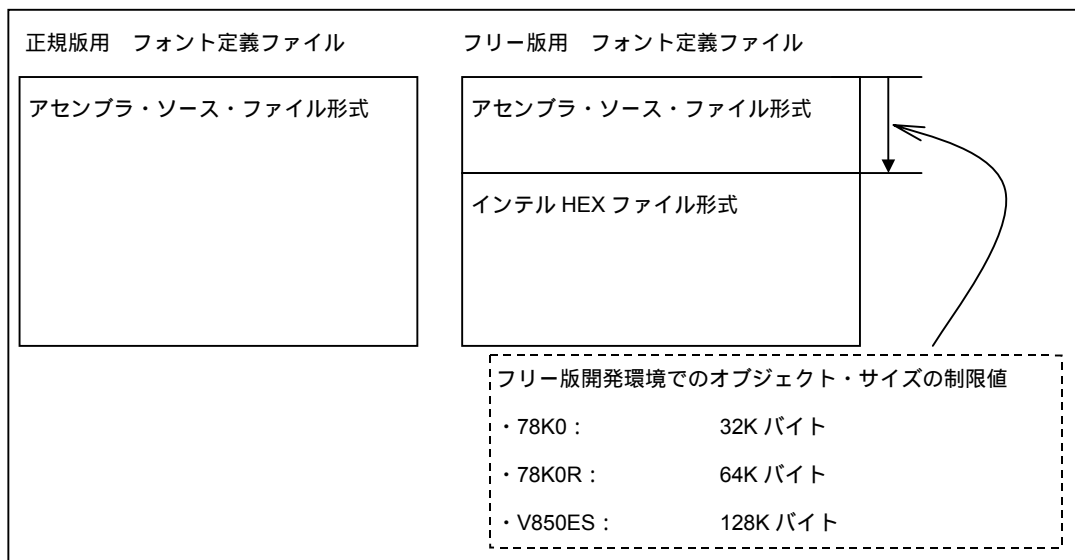 正規版用　フォント定義ファイル
フリー版用　フォント定義ファイル
アセンブラ・ソース・ファイル形式
アセンブラ・ソース・ファイル形式
インテル HEX ファイル形式
フリー版開発環境でのオブジェクト・サイズの制限値
・78K0： 32K バイト
・78K0R： 64K バイト
・V850ES： 128K バイト